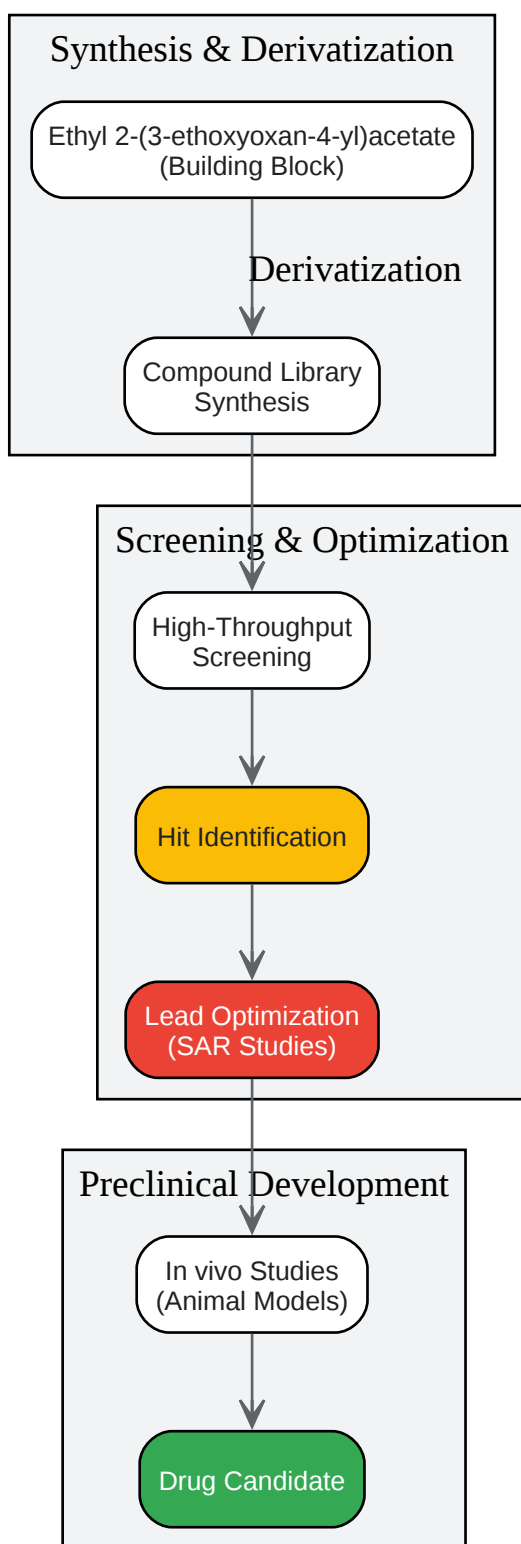 Synthesis & Derivatization
Ethyl 2-(3-ethoxyoxan-4-yl)acetate
(Building Block)
Derivatization
Compound Library
Synthesis
Screening & Optimization
High-Throughput
Screening
Hit Identification
Lead Optimization
(SAR Studies)
Preclinical Development
In vivo Studies
(Animal Models)
Drug Candidate